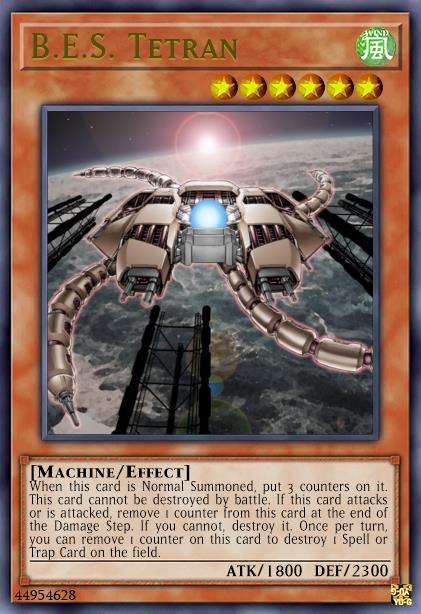 B.E.S. Tetran
WIND
風
[Machine/Effect]
When this card is Normal Summoned, put 3 counters on it.
This card cannot be destroyed by battle. If this card attacks
or is attacked, remove 1 counter from this card at the end of
the Damage Step. If you cannot, destroy it. Once per turn,
you can remove 1 counter on this card to destroy 1 Spell or
Trap Card on the field.
ATK/1800 DEF/2300
44954628